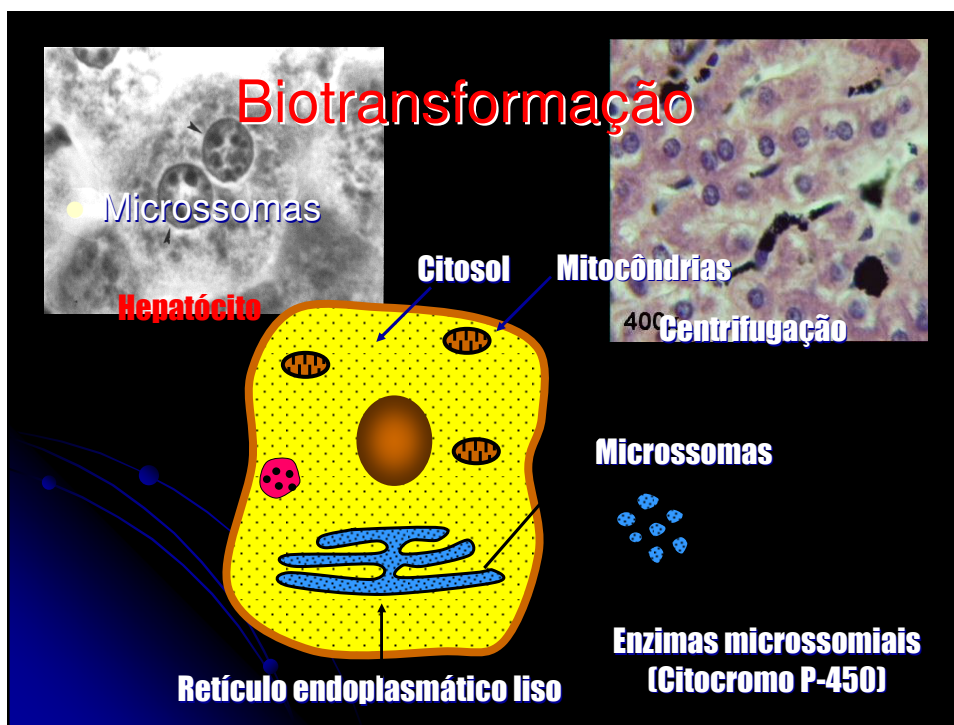 Biotransformação
Microssomas
Citosol
Mitocôndrias
Hepatócito
400
Centrifugação
Microssomas
Enzimas microssomiais
(Citocromo P-450)
Retículo endoplasmático liso